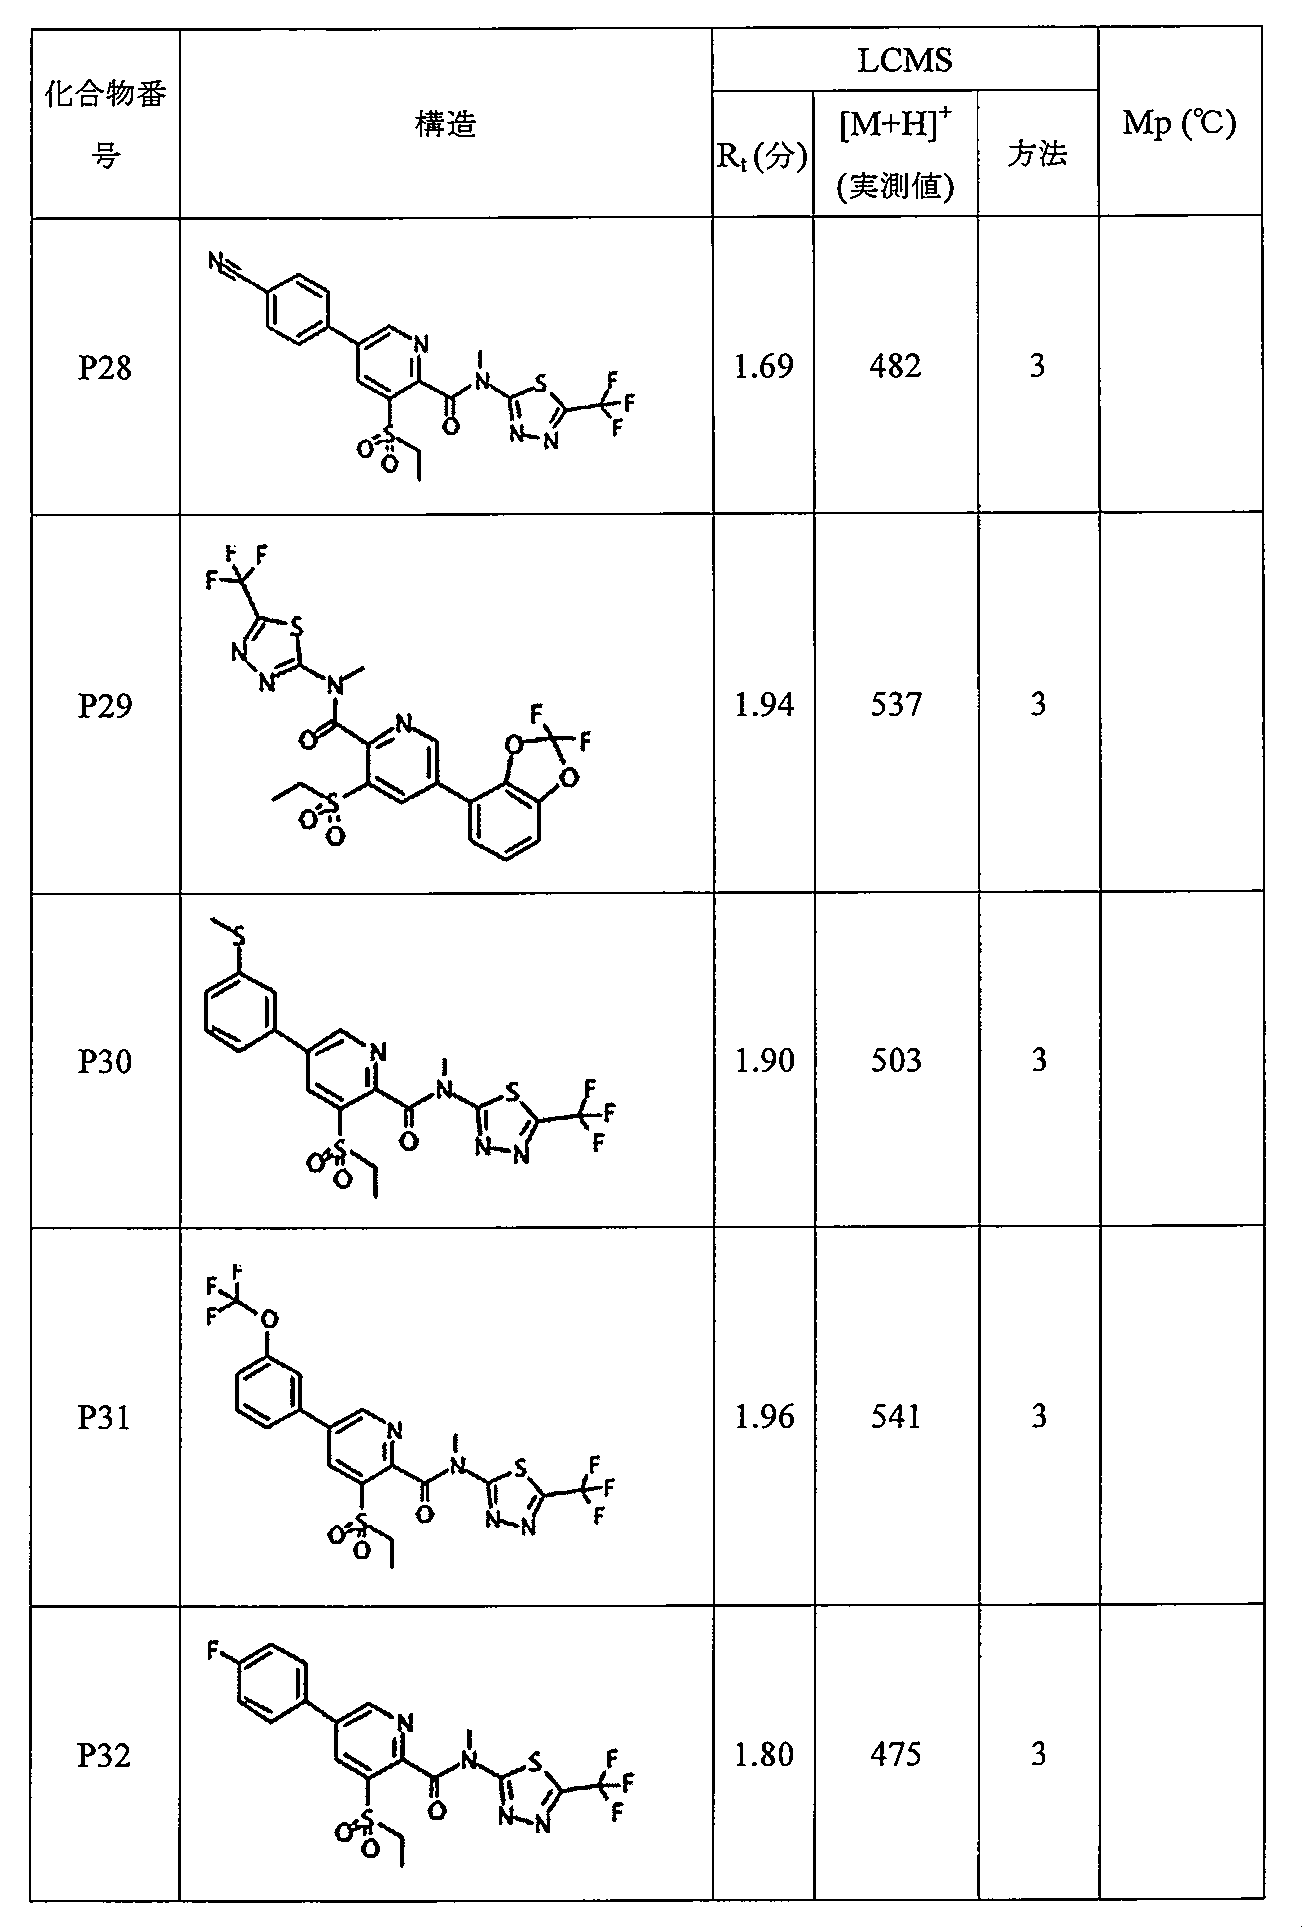 化合物番
号
構造
LCMS
Rt (分)
[M+H]+
(実測値)
方法
Mp (℃)
P28
N
N
N
S
F
F
F
O
N
N
S
O
O
1.69
482
3
P29
F
F
F
S
N
N
N
O
N
F
F
O
O
S
O
O
1.94
537
3
P30
S
N
N
S
F
F
F
O
N
N
S
O
O
1.90
503
3
P31
F
F
F
O
N
N
S
F
F
F
O
N
N
S
O
O
1.96
541
3
P32
F
N
N
S
F
F
F
O
N
N
S
O
O
1.80
475
3